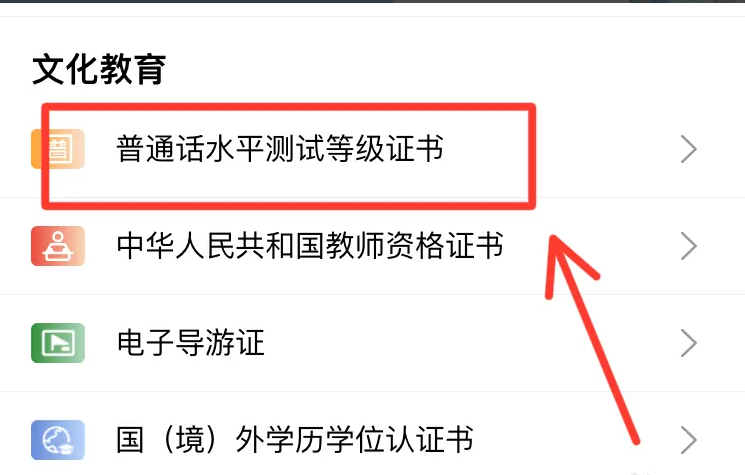 文化教育
普
普通话水平测试等级证书
中华人民共和国教师资格证书
电子导游证
国（境）外学历学位认证书